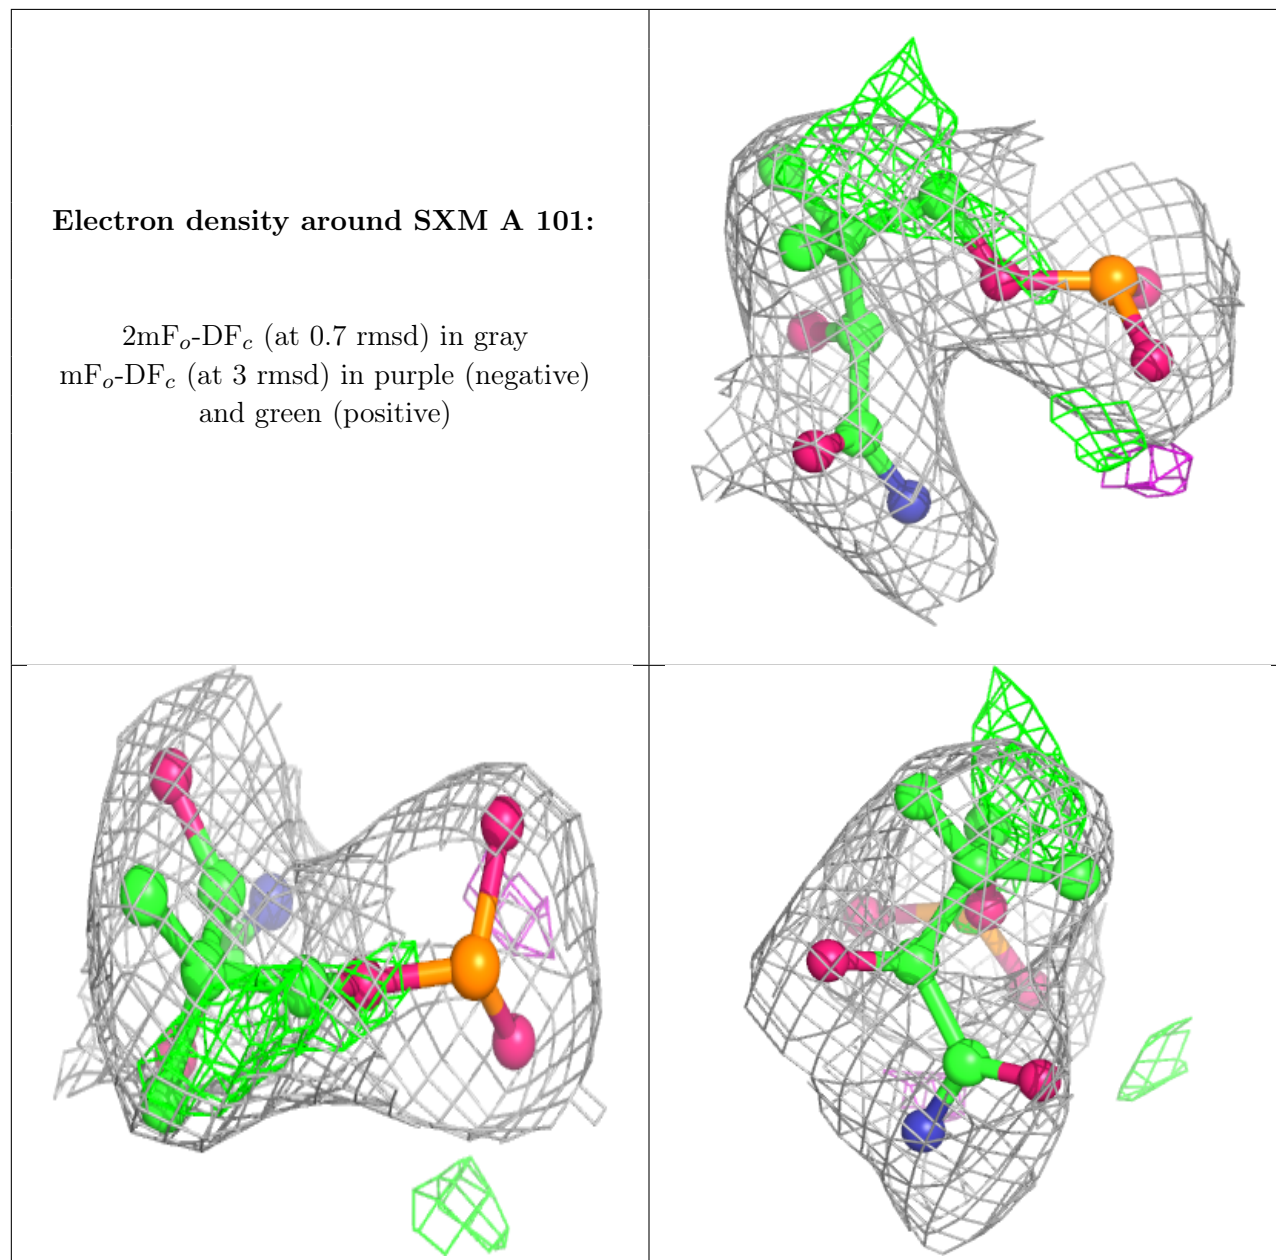 Electron density around SXM A 101:
2mFo-DFc (at 0.7 rmsd) in gray
mFo-DFc (at 3 rmsd) in purple (negative)
and green (positive)